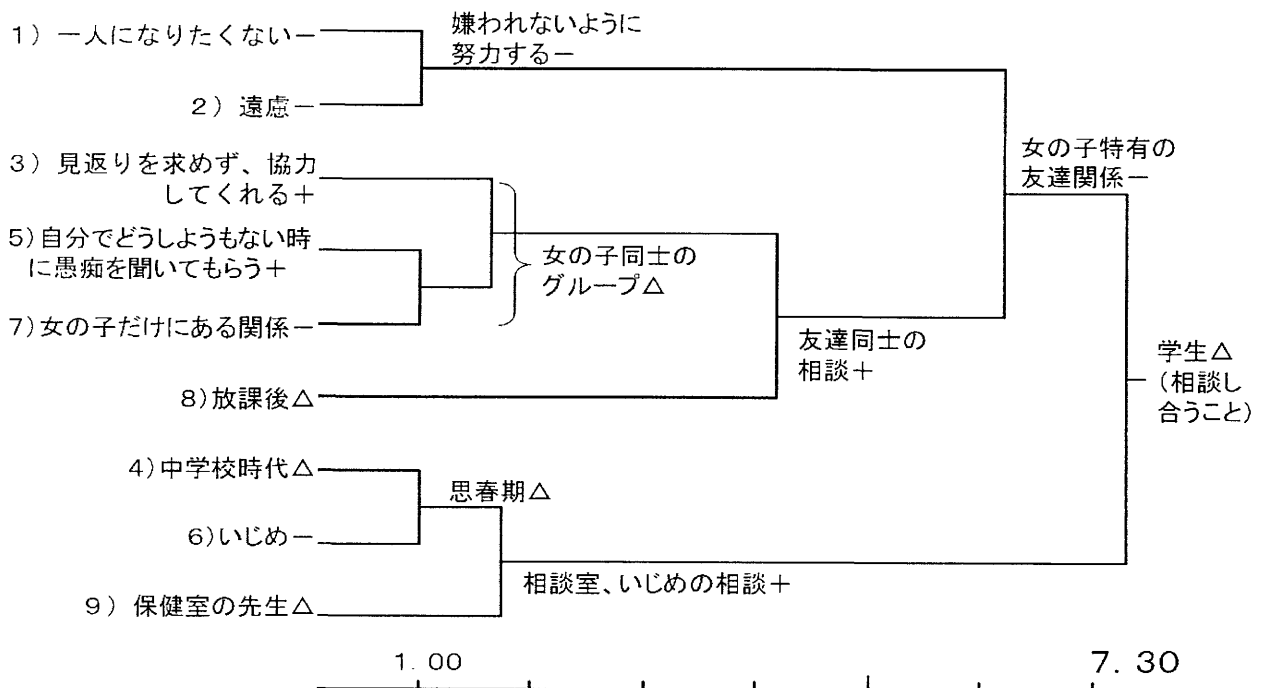 1）一人になりたくない－
2）遠慮－
3）見返りを求めず、協力
してくれる＋
5）自分でどうしようもない時
に愚痴を聞いてもらう＋
7）女の子だけにある関係－
8）放課後△
4）中学校時代△
6）いじめ－
9）保健室の先生△
嫌われないように
努力する－
女の子同士の
グループ△
友達同士の
相談＋
女の子特有の
友達関係－
思春期△
相談室、いじめの相談＋
学生△
（相談し
合うこと）
1. 00
7. 30